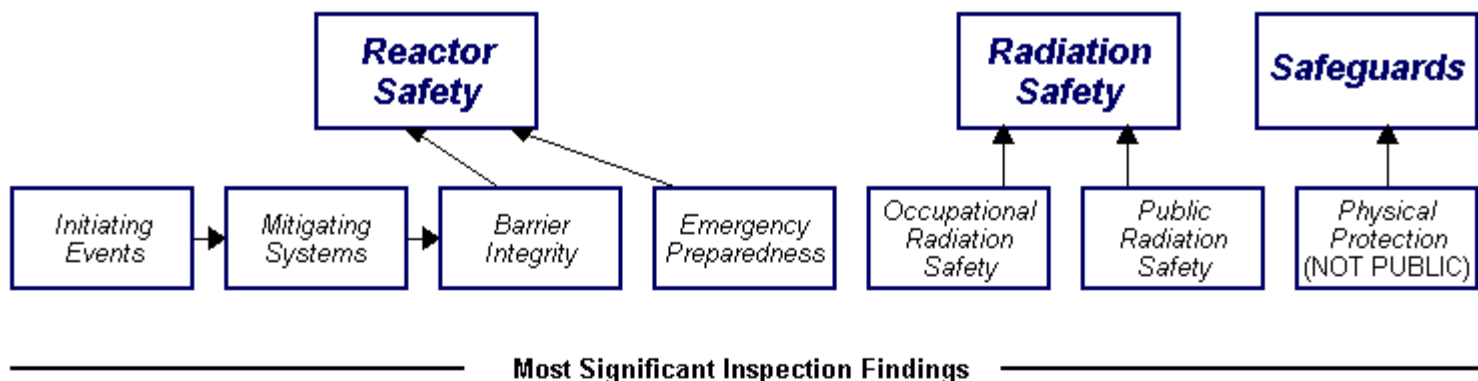 Reactor
Safety
Radiation
Safety
Safeguards
Initiating
Events
Mitigating
Systems
Barrier
Integrity
Emergency
Preparedness
Occupational
Radiation
Safety
Public
Radiation
Safety
Physical
Protection
(NOT PUBLIC)
Most Significant Inspection Findings